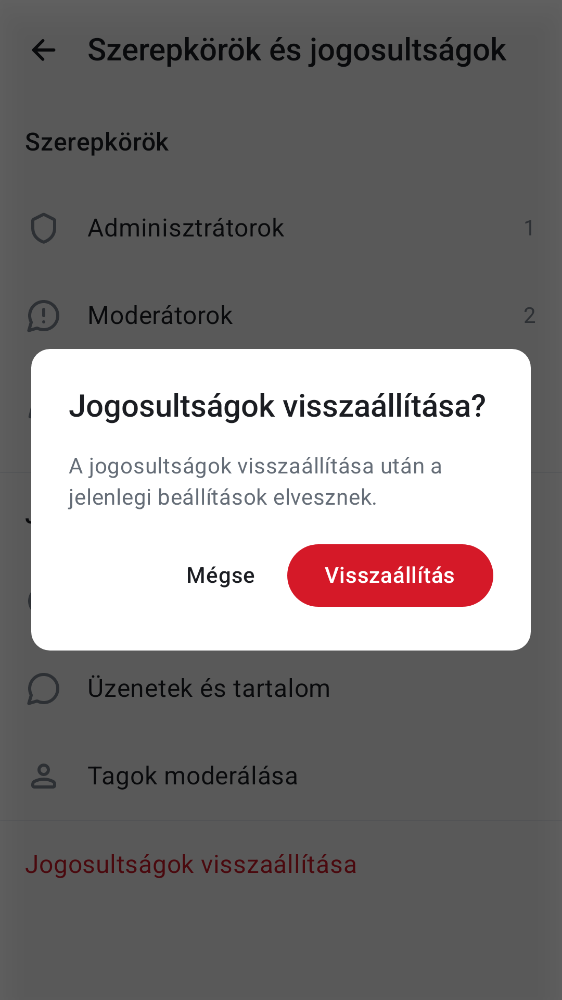 Szerepkörök és jogosultságok
Szerepkörök
Adminisztrátorok 1
Moderátorok 2
Jogosultságok visszaállítása?
A jogosultságok visszaállítása után a
jelenlegi beállítások elvesznek.
Mégse Visszaállítás
Üzenetek és tartalom
Tagok moderálása
Jogosultságok visszaállítása